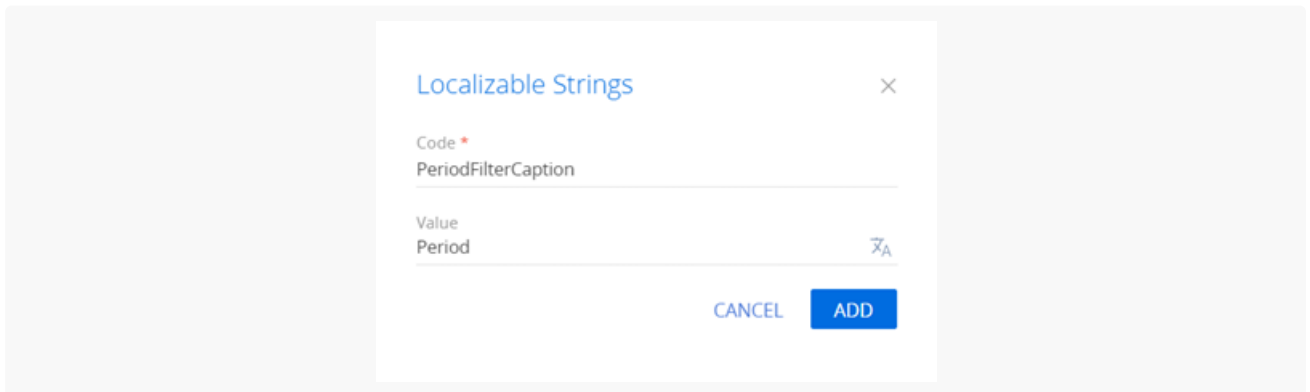 Localizable Strings
Code *
PeriodFilterCaption
Value
Period
CANCEL ADD